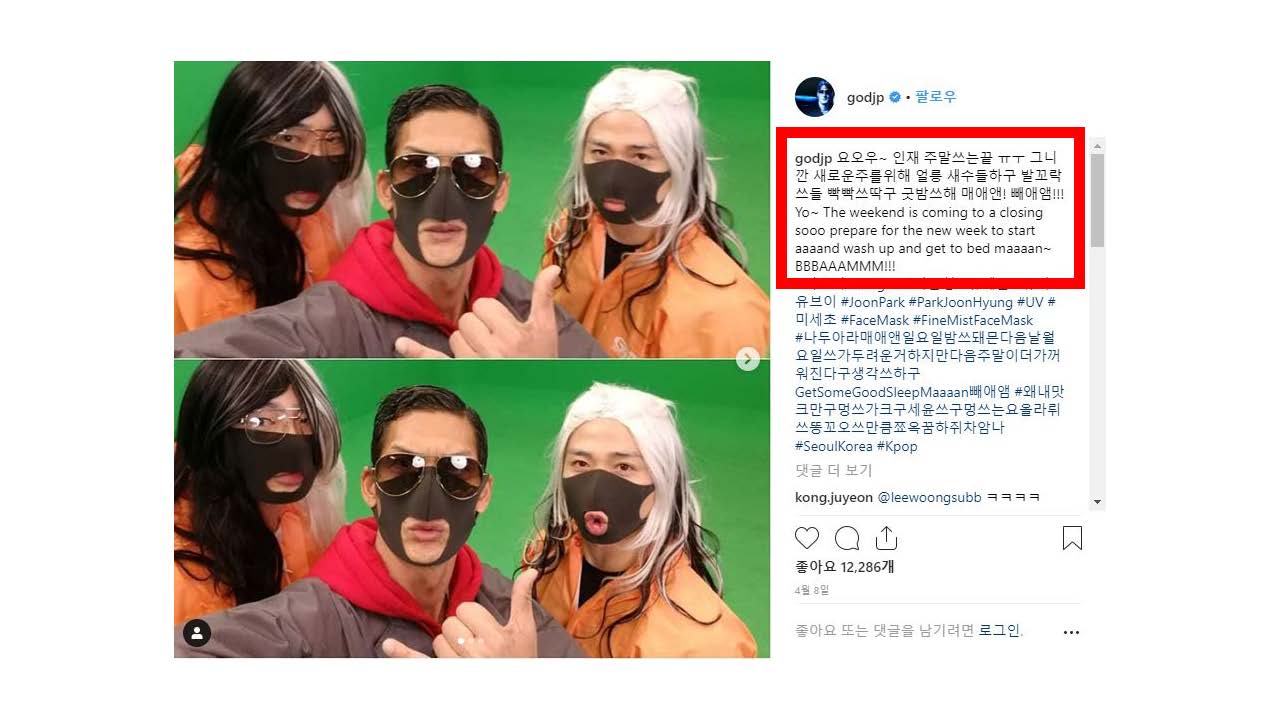 godjp • 팔로우
godjp 요오우~ 인재 주말쓰는끝 ㅠㅜ 그니
깐 새로운주를위해 얼릉 새수들하구 발꼬락
쓰들 빡빡쓰딱구 굿밤쓰해 매애앤! 빼애앰!!!
Yo~ The weekend is coming to a closing
sooo prepare for the new week to start
aaaand wash up and get to bed maaaan~
BBBAAAMMM!!!
유브이 #JoonPark #ParkJoonHyung #UV #
미세초 #FaceMask #FineMistFaceMask
#나두아라매애앤일요일밤쓰돼믄다음날월
요일쓰가두려운거하지만다음주말이더가꺼
워진다구생각쓰하구
GetSomeGoodSleepMaaaan빼애앰 #왜내맛
크만구멍쓰가크구세윤쓰구멍쓰는요올라뤼
쓰똥꼬오쓰만큼쪼옥꿈하쥐차암나
#SeoulKorea #Kpop
댓글 더 보기
kong.juyeon @leewoongsubb ㅋㅋㅋㅋ
좋아요 12,286개
4월 8일
좋아요 또는 댓글을 남기려면 로그인.